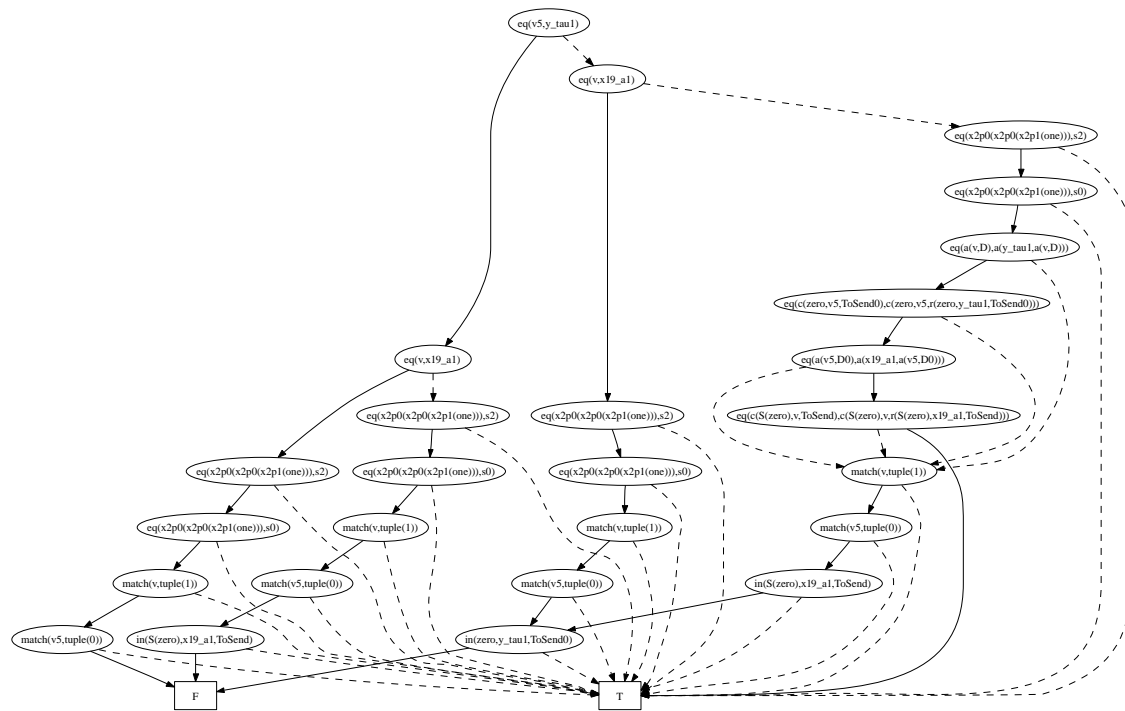 eq(v5,y_tau1)
eq(v,x19_a1)
eq(x2p0(x2p0(x2p1(one))),s2)
eq(x2p0(x2p0(x2p1(one))),s0)
eq(a(v,D),a(y_tau1,a(v,D)))
eq(c(zero,v5,ToSend0),c(zero,v5,r(zero,y_tau1,ToSend0)))
eq(v,x19_a1)
eq(a(v5,D0),a(x19_a1,a(v5,D0)))
eq(x2p0(x2p0(x2p1(one))),s2)
eq(x2p0(x2p0(x2p1(one))),s2)
eq(c(S(zero),v,ToSend),c(S(zero),v,r(S(zero),x19_a1,ToSend)))
eq(x2p0(x2p0(x2p1(one))),s2)
eq(x2p0(x2p0(x2p1(one))),s0)
eq(x2p0(x2p0(x2p1(one))),s0)
match(v,tuple(1))
eq(x2p0(x2p0(x2p1(one))),s0)
match(v,tuple(1))
match(v,tuple(1))
match(v5,tuple(0))
match(v,tuple(1))
match(v5,tuple(0))
match(v5,tuple(0))
in(S(zero),x19_a1,ToSend)
match(v5,tuple(0))
in(S(zero),x19_a1,ToSend)
in(zero,y_tau1,ToSend0)
F
T